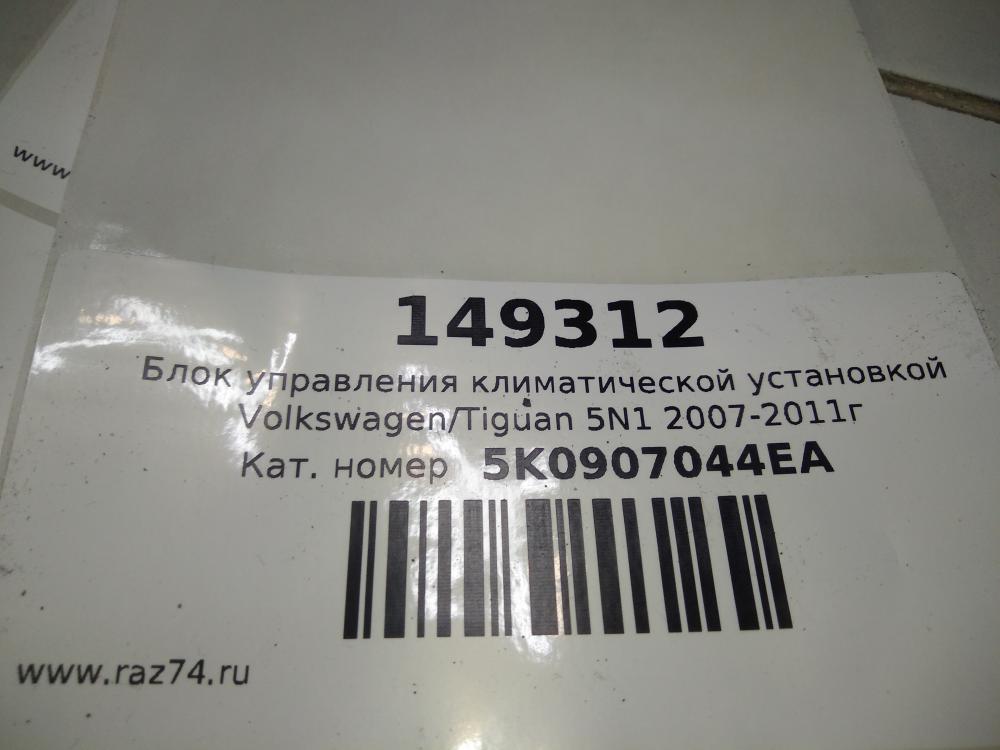 www
149312
Блок управления климатической установкой
Volkswagen/Tiguan 5N1 2007-2011г
Кат. номер 5K0907044EA
www.raz74.ru